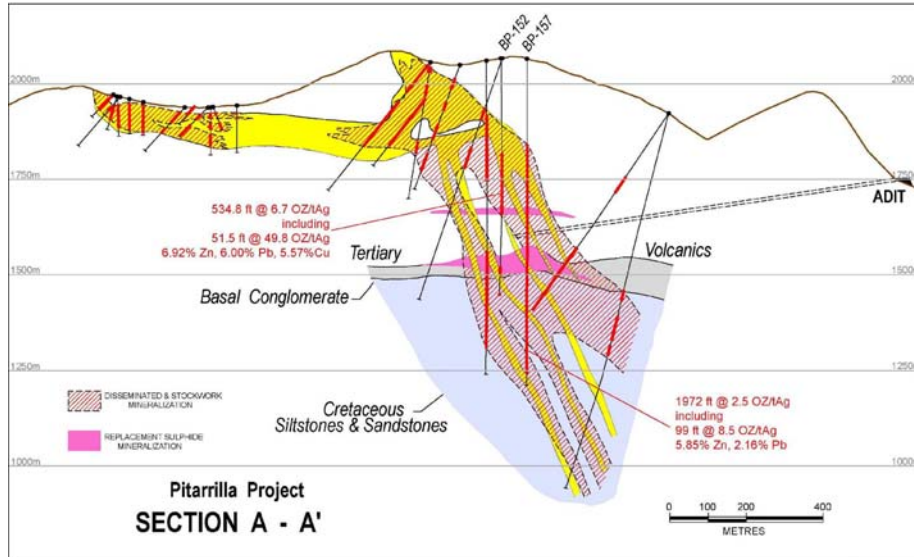 BP-152
BP-157
2000m
2000
1750m
1750
ADIT
534.8 ft @ 6.7 OZ/tAg
including
51.5 ft @ 49.8 OZ/tAg
6.92% Zn, 6.00% Pb, 5.57%Cu
Tertiary
Volcanics
1500m
1500
Basal Conglomerate
1250m
1250
DISSEMINATED & STOCKWORK
MINERALIZATION
REPLACEMENT SULPHIDE
MINERALIZATION
Cretaceous
Siltstones & Sandstones
1972 ft @ 2.5 OZ/tAg
including
99 ft @ 8.5 OZ/tAg
5.85% Zn, 2.16% Pb
1000m
1000
Pitarrilla Project
SECTION A - A'
0 100 200 400
METRES